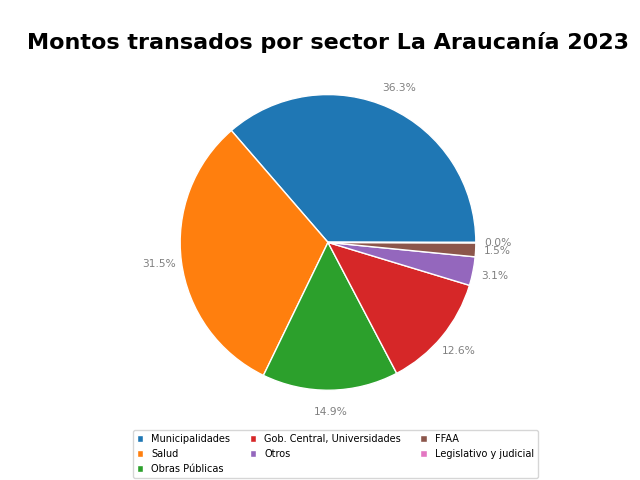 Montos transados por sector La Araucanía 2023
36.3%
31.5%
14.9%
12.6%
3.1%
1.5%
0.0%
Municipalidades
Salud
Obras Públicas
Gob. Central, Universidades
Otros
FFAA
Legislativo y judicial